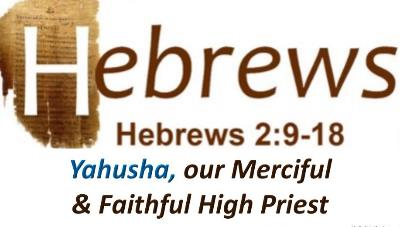 Hebrews
Hebrews 2:9-18
Yahusha, our Merciful
& Faithful High Priest